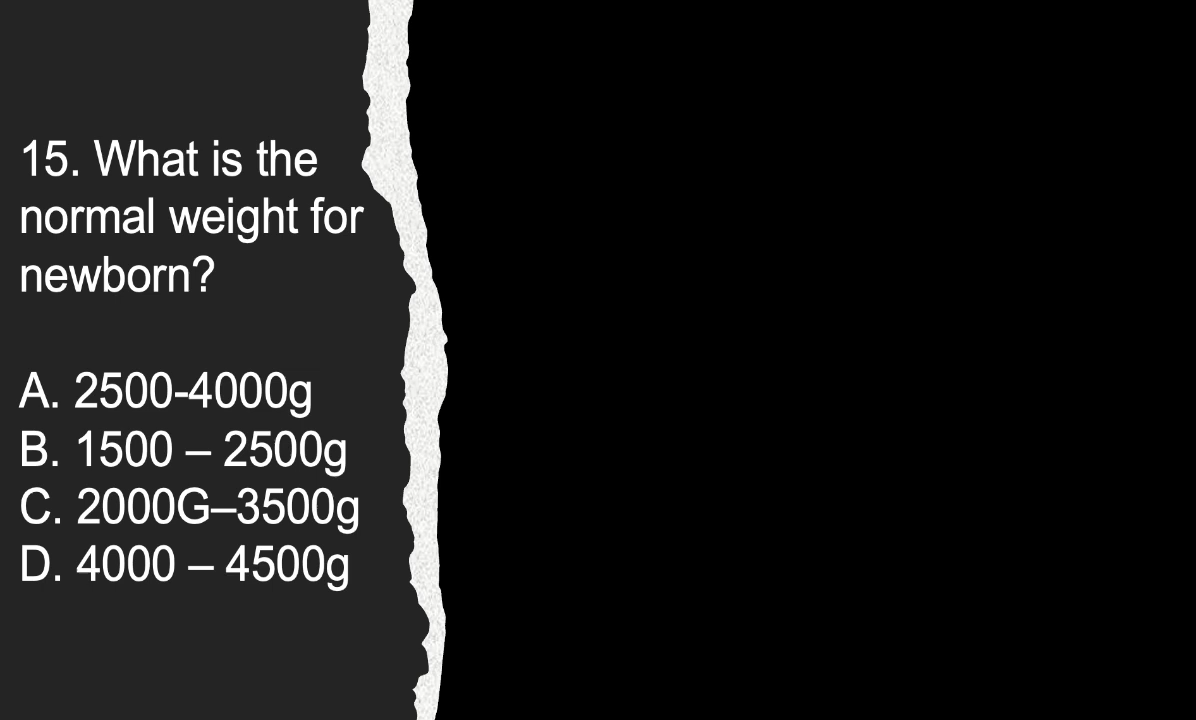 15. What is the
normal weight for
newborn?
A. 2500-4000g
B. 1500 – 2500g
C. 2000G–3500g
D. 4000 – 4500g